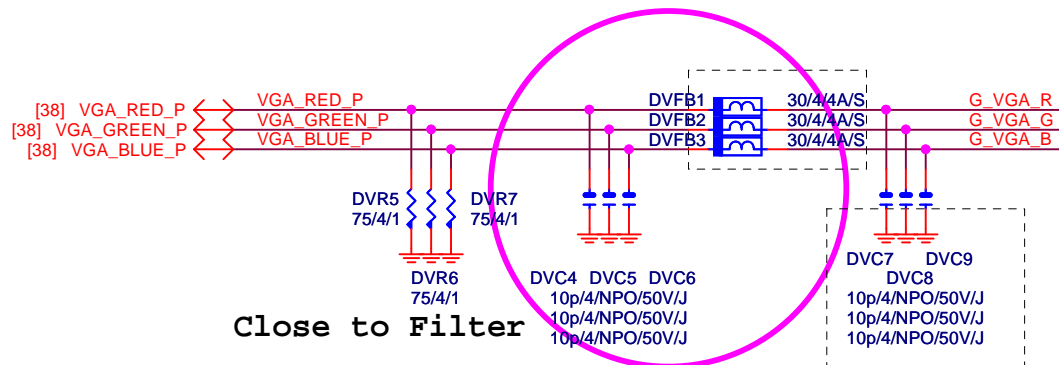 [38] VGA_RED_P VGA_RED_P DVFB1 30/4/4A/S G_VGA_R
[38] VGA_GREEN_P VGA_GREEN_P DVFB2 30/4/4A/S G_VGA_G
[38] VGA_BLUE_P VGA_BLUE_P DVFB3 30/4/4A/S G_VGA_B
DVR5 DVR7
75/4/1 75/4/1
DVR6
75/4/1
DVC4 DVC5 DVC6
10p/4/NPO/50V/J
10p/4/NPO/50V/J
10p/4/NPO/50V/J
DVC7 DVC9
DVC8
10p/4/NPO/50V/J
10p/4/NPO/50V/J
10p/4/NPO/50V/J
Close to Filter